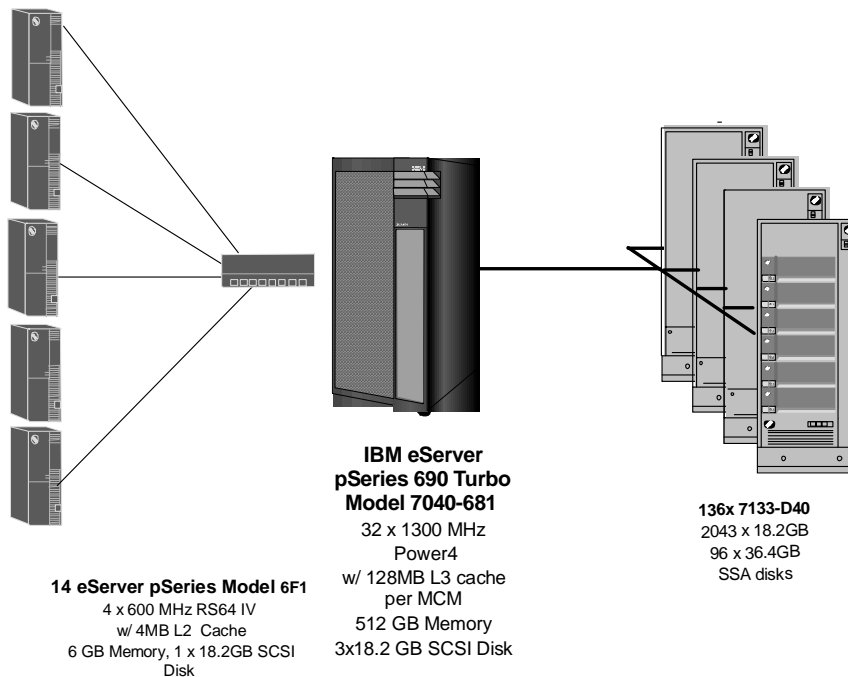 14 eServer pSeries Model 6F1
4 x 600 MHz RS64 IV
w/ 4MB L2 Cache
6 GB Memory, 1 x 18.2GB SCSI
Disk
IBM eServer
pSeries 690 Turbo
Model 7040-681
32 x 1300 MHz
Power4
w/ 128MB L3 cache
per MCM
512 GB Memory
3x18.2 GB SCSI Disk
136x 7133-D40
2043 x 18.2GB
96 x 36.4GB
SSA disks